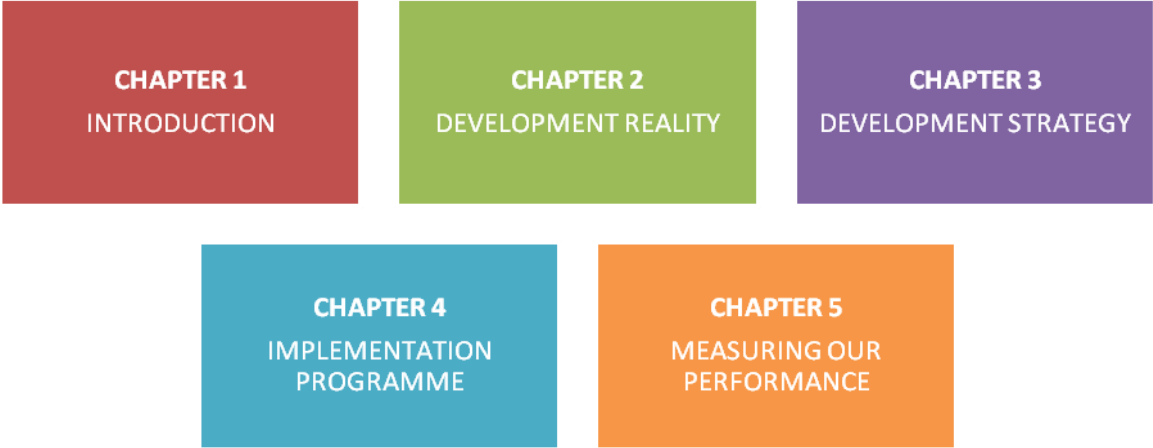 CHAPTER 1
INTRODUCTION
CHAPTER 2
DEVELOPMENT REALITY
CHAPTER 3
DEVELOPMENT STRATEGY
CHAPTER 4
IMPLEMENTATION
PROGRAMME
CHAPTER 5
MEASURING OUR
PERFORMANCE